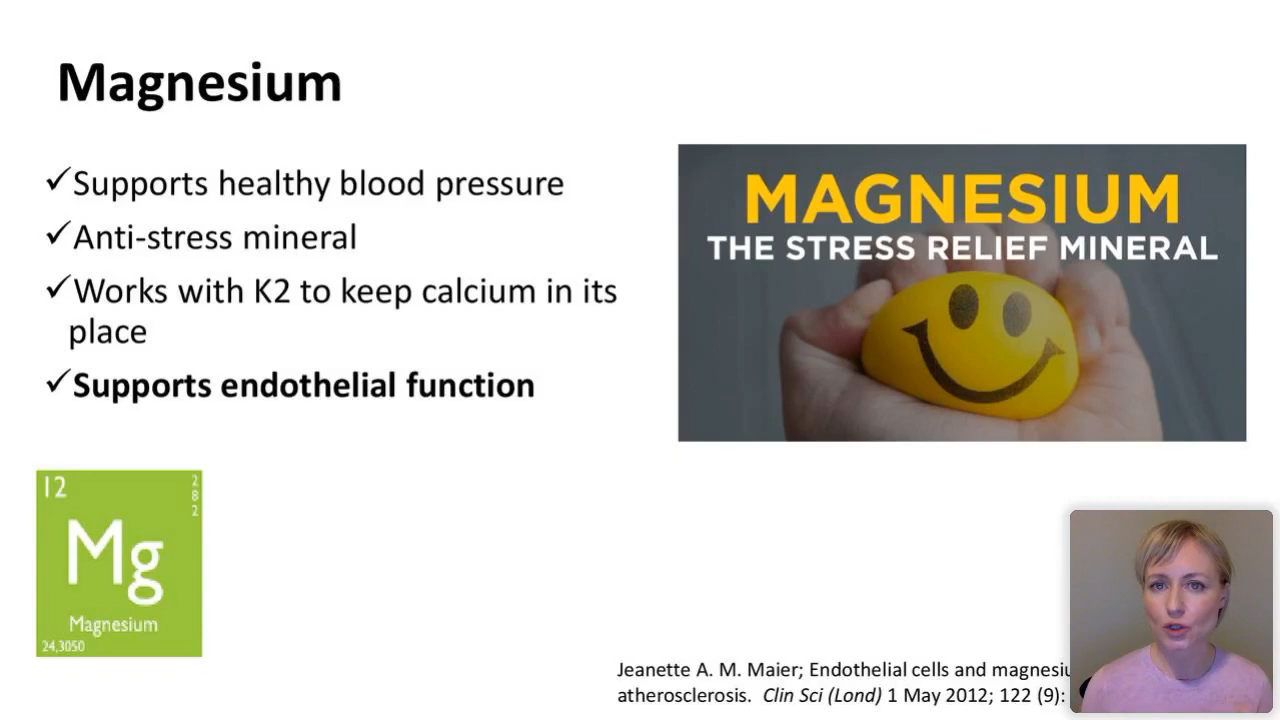 Magnesium
✓Supports healthy blood pressure
✓Anti-stress mineral
✓Works with K2 to keep calcium in its
place
✓Supports endothelial function
MAGNESIUM
THE STRESS RELIEF MINERAL
12
2
8
2
Mg
Magnesium
24,3050
Jeanette A. M. Maier; Endothelial cells and
atherosclerosis. Clin Sci (Lond) 1 May 2012; 122 (9):